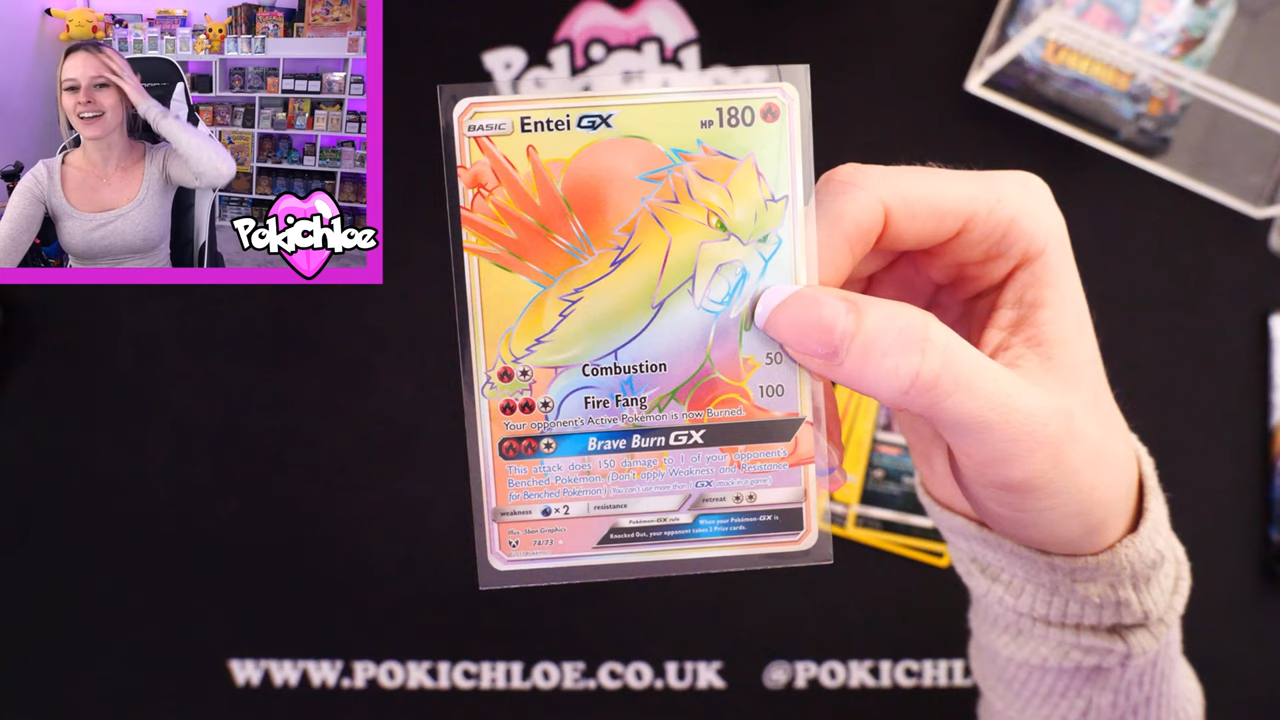 PokiChloe
PokiChloe
BASIC Entei GX HP 180
Combustion 50
Fire Fang 100
Your opponent's Active Pokémon is now Burned.
Brave Burn GX
This attack does 150 damage to 1 of your opponent's
Benched Pokémon. (Don't apply Weakness and Resistance
for Benched Pokémon.) (You can't use more than 1 GX attack in a game.)
weakness ×2 resistance retreat
Pokémon-GX rule When your Pokémon-GX is
Knocked Out, your opponent takes 2 Prize cards.
Illus. 5ban Graphics
74/73
WWW.POKICHLOE.CO.UK @POKICHL